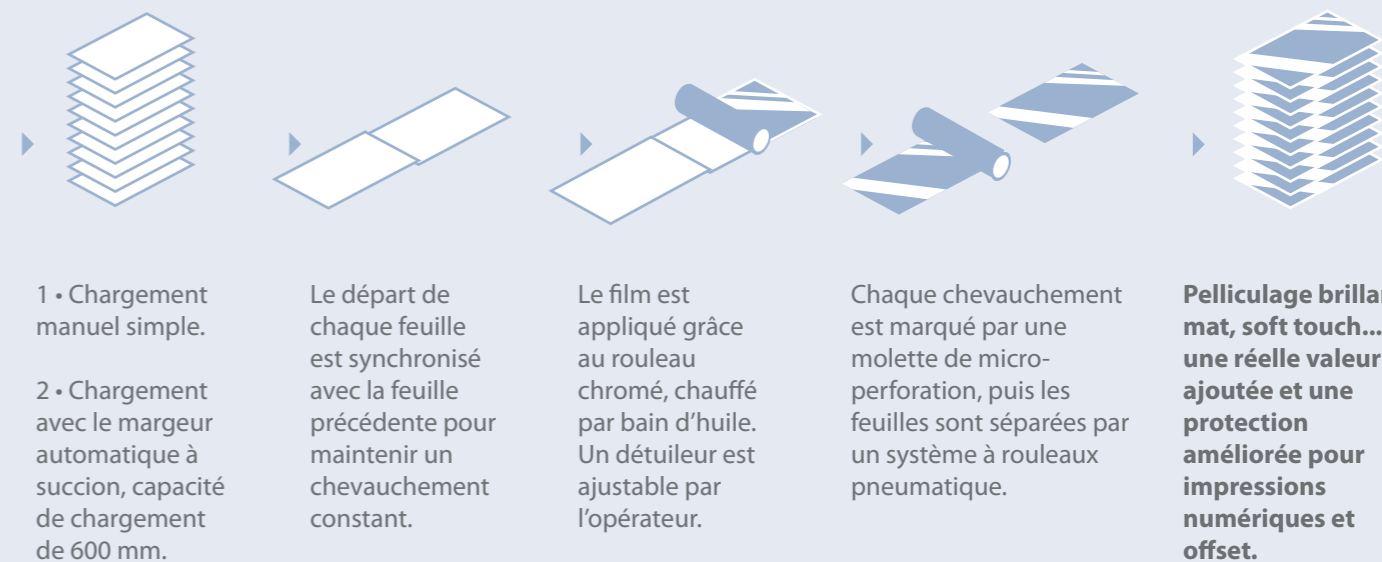 1 • Chargement
manuel simple.
2 • Chargement
avec le margeur
automatique à
succion, capacité
de chargement
de 600 mm.
Le départ de
chaque feuille
est synchronisé
avec la feuille
précédente pour
maintenir un
chevauchement
constant.
Le film est
appliqué grâce
au rouleau
chromé, chauffé
par bain d’huile.
Un détuileur est
ajustable par
l’opérateur.
Chaque chevauchement
est marqué par une
molette de micro-
perforation, puis les
feuilles sont séparées par
un système à rouleaux
pneumatique.
Pelliculage
mat, soft touch...
une réelle valeur
ajoutée et une
protection
améliorée pour
impressions
numériques et
offset.